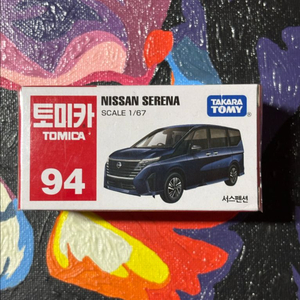 토미카
TOMICA
94
NISSAN SERENA
SCALE 1/67
TAKARA
TOMY
서스펜션